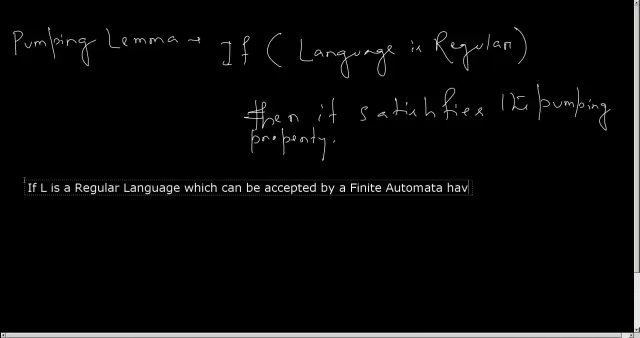 Pumping Lemma → If (Language is Regular)
then it satisfies the pumping
property.
If L is a Regular Language which can be accepted by a Finite Automata hav